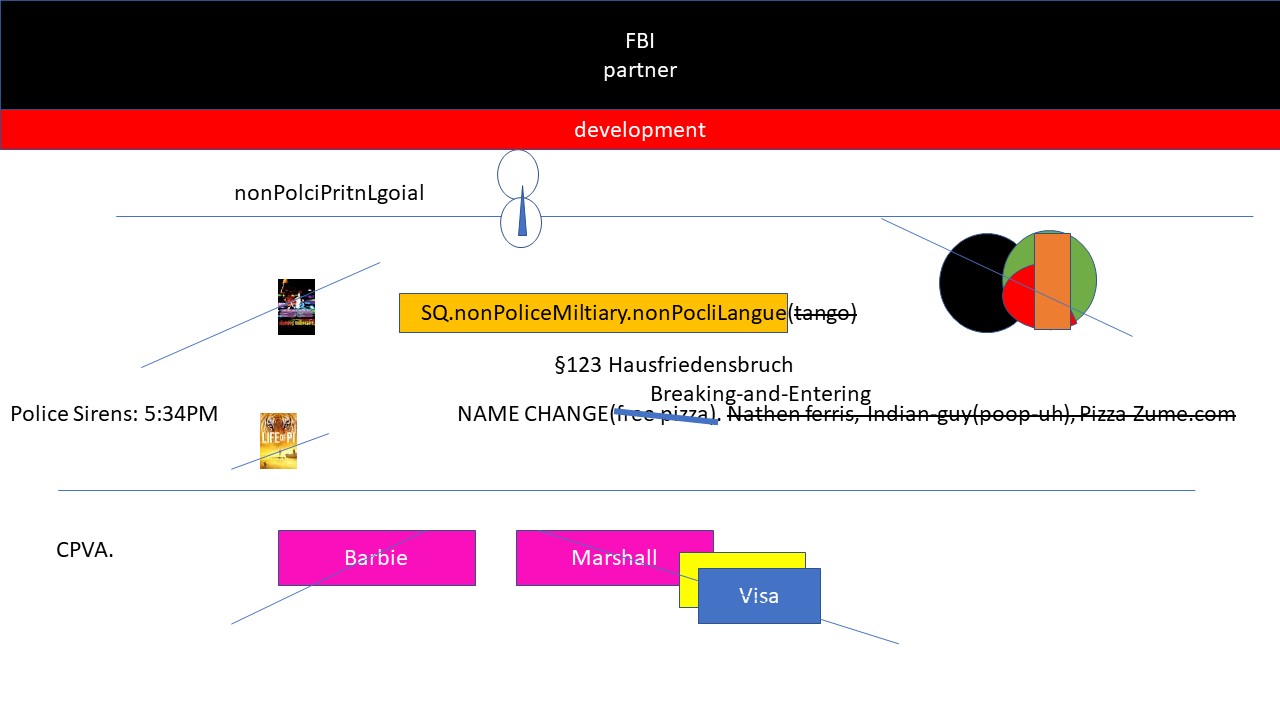 FBI
partner
development
nonPolciPritnLgoial
SQ.nonPoliceMiltiary.nonPocliLangue(tango)
§123 Hausfriedensbruch
Breaking-and-Entering
Police Sirens: 5:34PM
NAME CHANGE(free pizza). Nathen ferris, Indian-guy(poop-uh), Pizza Zume.com
LIFE OF PI
CPVA.
Barbie
Marshall
Visa